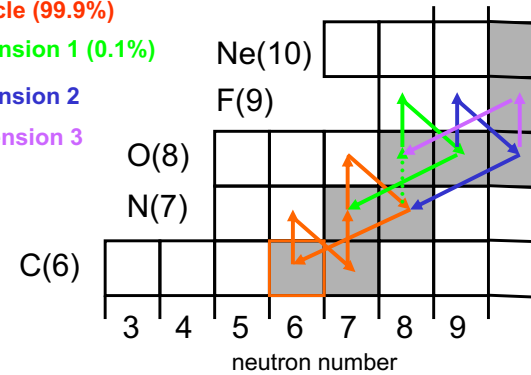 cle (99.9%)
nsion 1 (0.1%)
nsion 2
ension 3
Ne(10)
F(9)
O(8)
N(7)
C(6)
3 4 5 6 7 8 9
neutron number